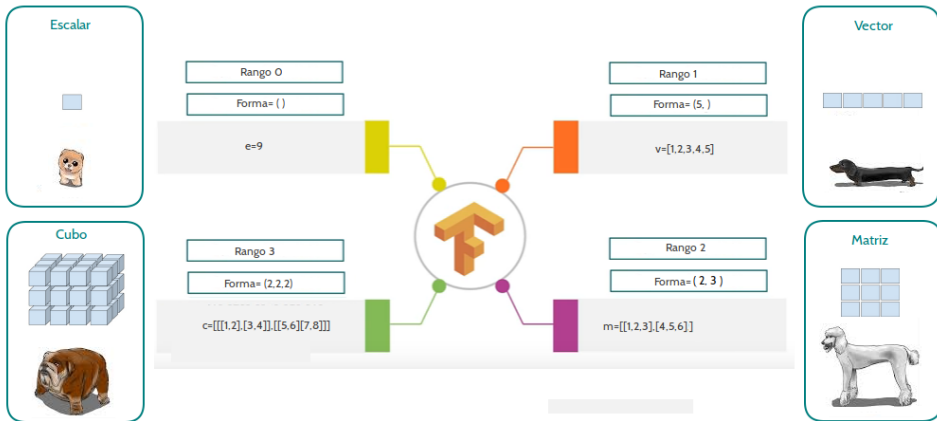 Escalar
Rango 0
Forma= ( )
e=9
Rango 1
Forma= (5, )
v=[1,2,3,4,5]
Vector
Cubo
Rango 3
Forma= (2,2,2)
c=[[[1,2],[3,4]],[[5,6][7,8]]]
Rango 2
Forma= ( 2, 3 )
m=[[1,2,3],[4,5,6]]
Matriz